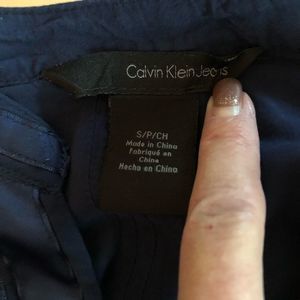 Calvin Klein Jeans
S/P/CH
Made in China
Fabriqué en
Chine
Hecho en China